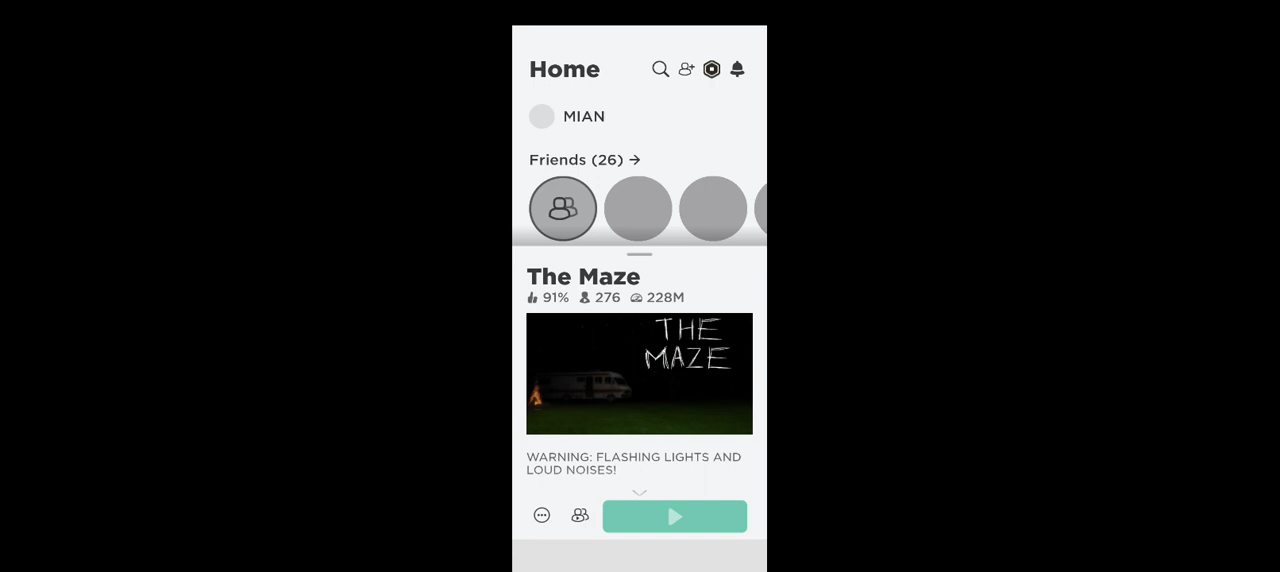 Home
MIAN
Friends (26) →
The Maze
91% 276 228M
THE
MAZE
WARNING: FLASHING LIGHTS AND
LOUD NOISES!